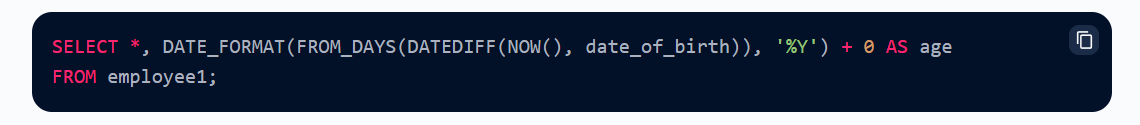 SELECT *, DATE_FORMAT(FROM_DAYS(DATEDIFF(NOW(), date_of_birth)), '%Y') + 0 AS age
FROM employee1;